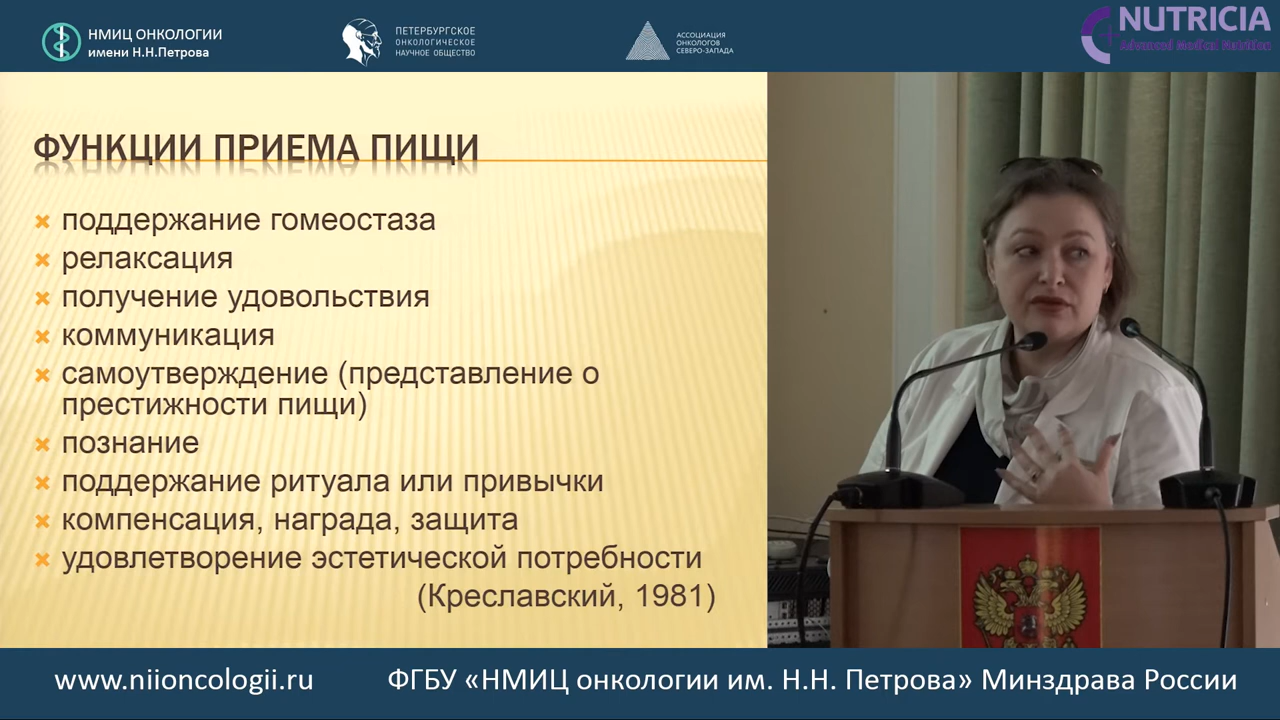 НМИЦ ОНКОЛОГИИ
имени Н.Н.Петрова
ПЕТЕРБУРГСКОЕ
ОНКОЛОГИЧЕСКОЕ
НАУЧНОЕ ОБЩЕСТВО
АССОЦИАЦИЯ
ОНКОЛОГОВ
СЕВЕРО-ЗАПАДА
NUTRICIA
Advanced Medical Nutrition
ФУНКЦИИ ПРИЕМА ПИЩИ
поддержание гомеостаза
релаксация
получение удовольствия
коммуникация
самоутверждение (представление о
престижности пищи)
познание
поддержание ритуала или привычки
компенсация, награда, защита
удовлетворение эстетической потребности
(Креславский, 1981)
www.niioncologii.ru
ФГБУ «НМИЦ онкологии им. Н.Н. Петрова» Минздрава России